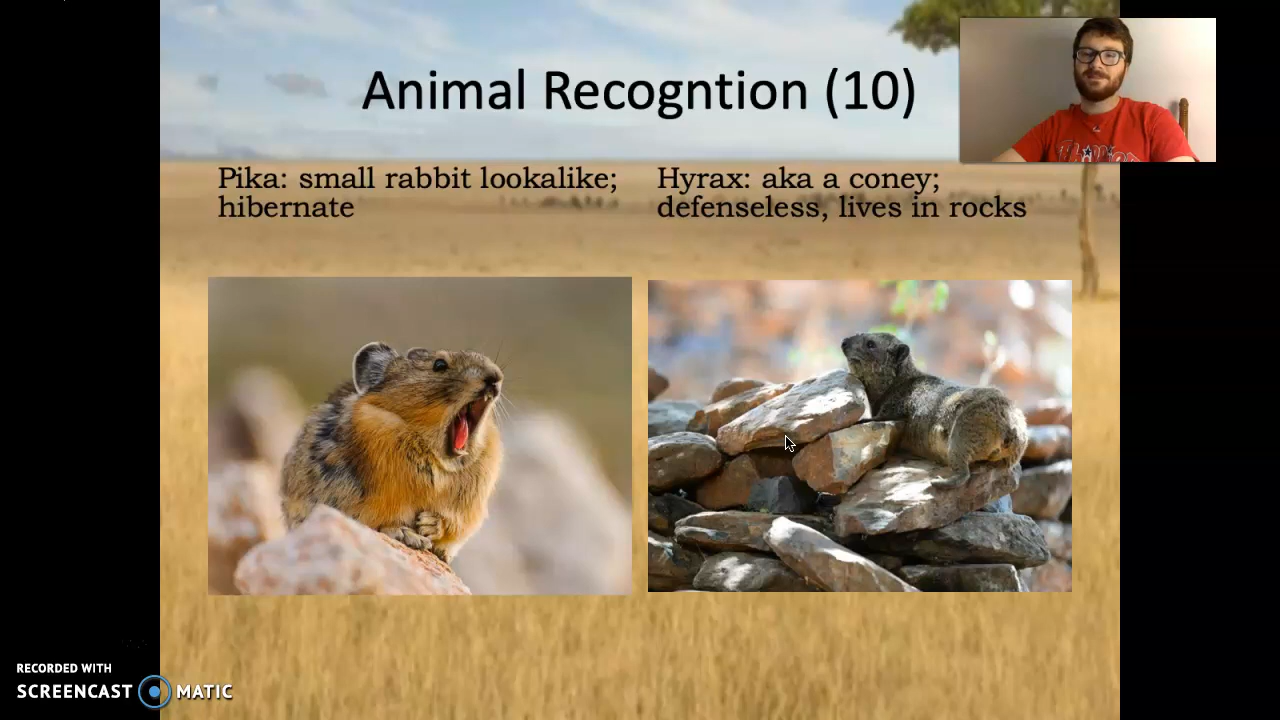 Animal Recogntion (10)
Pika: small rabbit lookalike;
hibernate
Hyrax: aka a coney;
defenseless, lives in rocks
RECORDED WITH
SCREENCAST MATIC